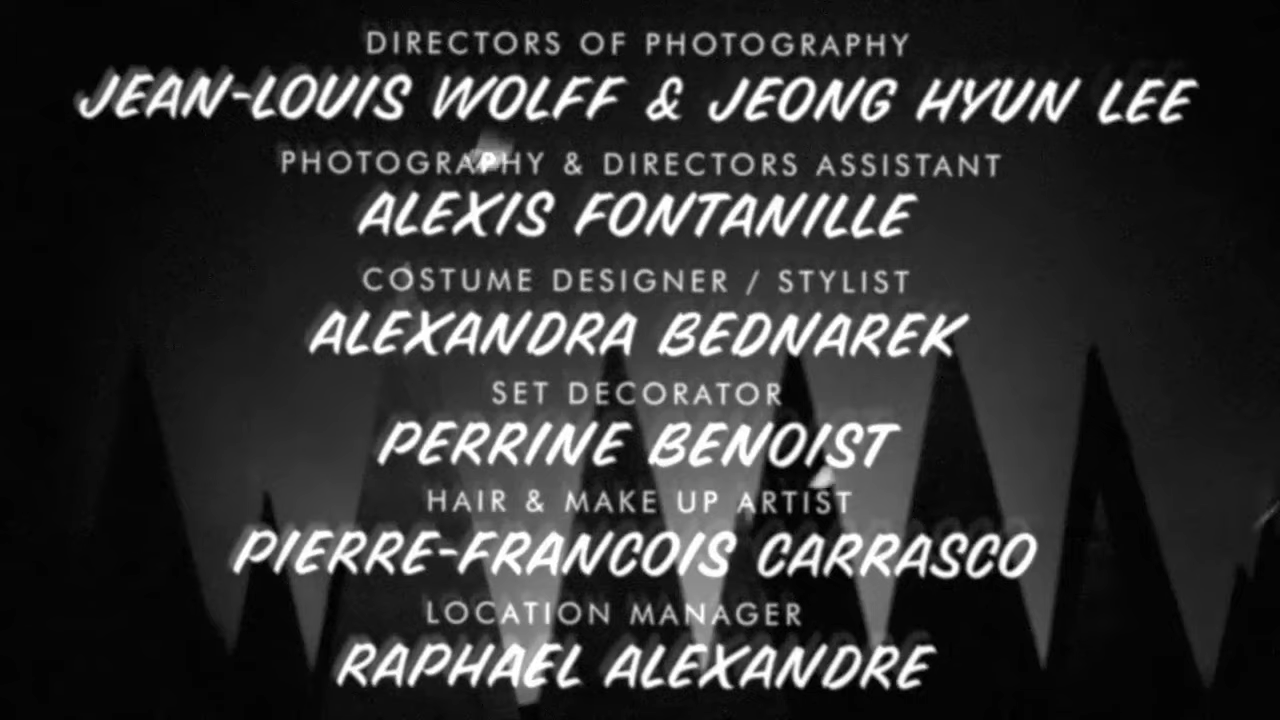 DIRECTORS OF PHOTOGRAPHY
JEAN-LOUIS WOLFF & JEONG HYUN LEE
PHOTOGRAPHY & DIRECTORS ASSISTANT
ALEXIS FONTANILLE
COSTUME DESIGNER / STYLIST
ALEXANDRA BEDNAREK
SET DECORATOR
PERRINE BENOIST
HAIR & MAKE UP ARTIST
PIERRE-FRANCOIS CARRASCO
LOCATION MANAGER
RAPHAEL ALEXANDRE